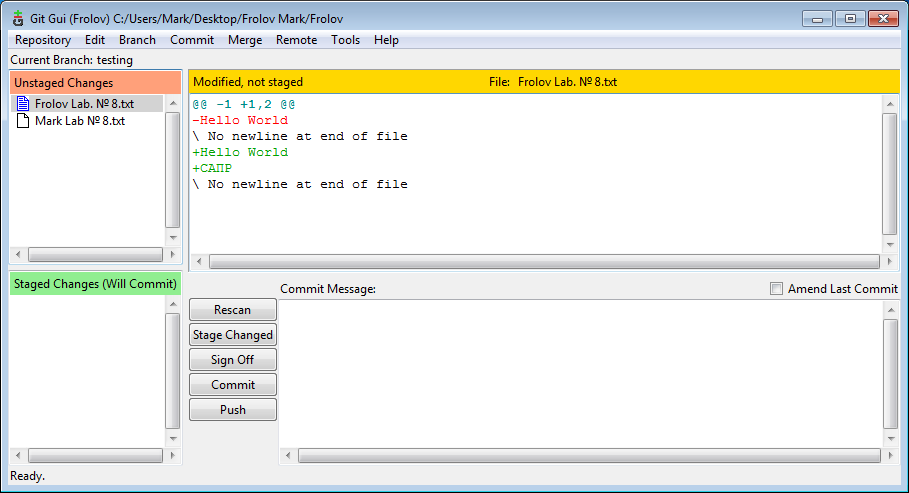 Git Gui (Frolov) C:/Users/Mark/Desktop/Frolov Mark/Frolov
Repository Edit Branch Commit Merge Remote Tools Help
Current Branch: testing
Unstaged Changes
Frolov Lab. № 8.txt
Mark Lab № 8.txt
Modified, not staged File: Frolov Lab. № 8.txt
@@ -1 +1,2 @@
-Hello World
\ No newline at end of file
+Hello World
+САПР
\ No newline at end of file
Staged Changes (Will Commit)
Commit Message: Amend Last Commit
Rescan
Stage Changed
Sign Off
Commit
Push
Ready.